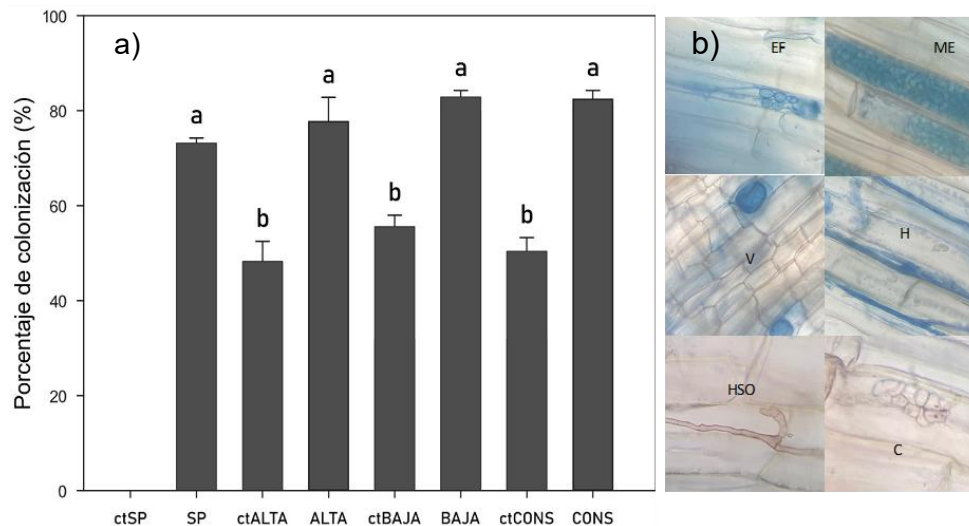 a)
Porcentaje de colonización (%)
100
80
60
40
20
0
a
b
a
b
a
b
a
ctSP SP ctALTA ALTA ctBAJA BAJA ctCONS CONS
b)
EF
ME
V
H
HSO
C